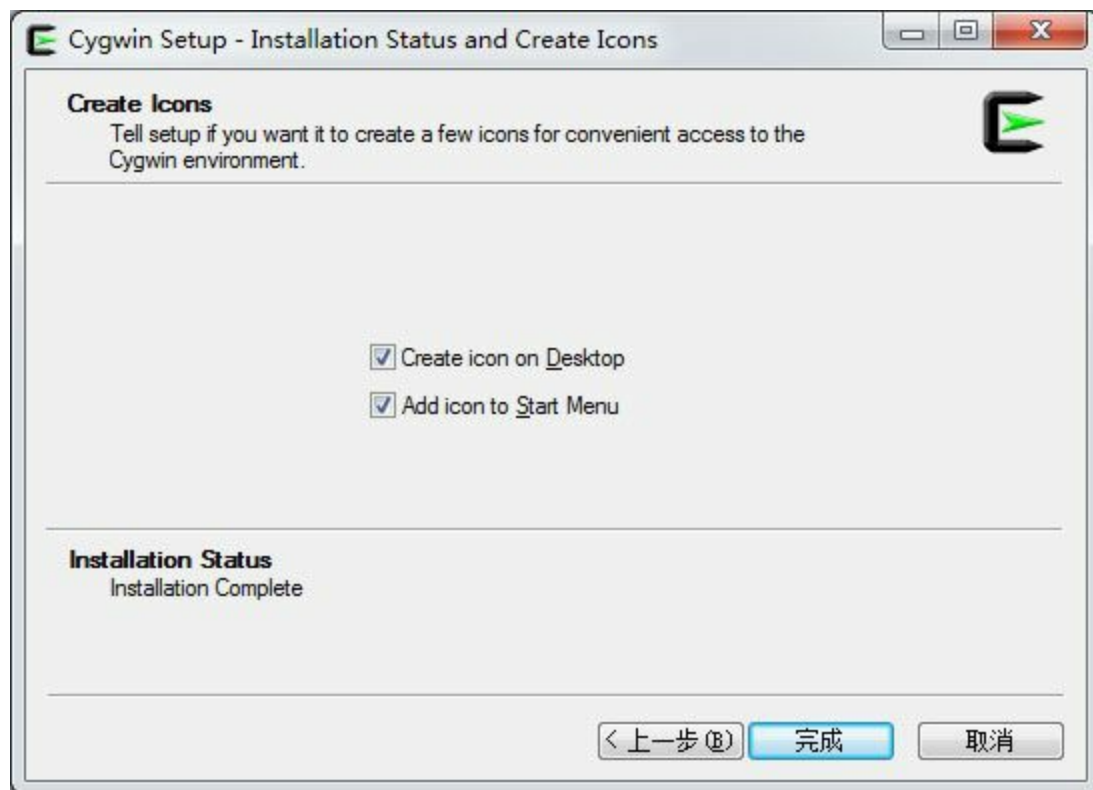 Cygwin Setup - Installation Status and Create Icons
Create Icons
Tell setup if you want it to create a few icons for convenient access to the
Cygwin environment.
Create icon on Desktop
Add icon to Start Menu
Installation Status
Installation Complete
< 上一步(B)
完成
取消